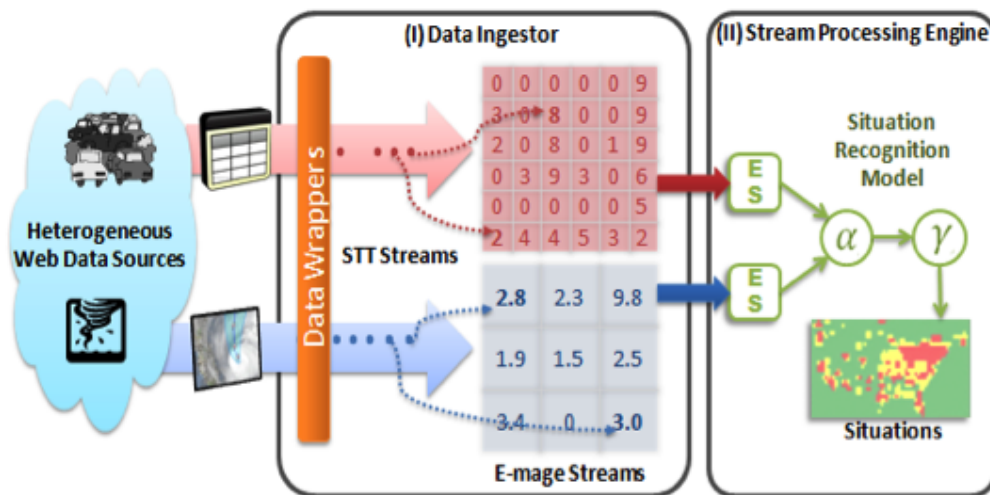 (I) Data Ingestor
(II) Stream Processing Engine
Heterogeneous
Web Data Sources
Data Wrappers
STT Streams
0 0 0 0 0 9
3 0 8 0 0 9
2 0 8 0 1 9
0 3 9 3 0 6
0 0 0 0 0 5
2 4 4 5 3 2
2.8 2.3 9.8
1.9 1.5 2.5
3.4 0 3.0
E-mage Streams
E
S
E
S
Situation
Recognition
Model
α
γ
Situations